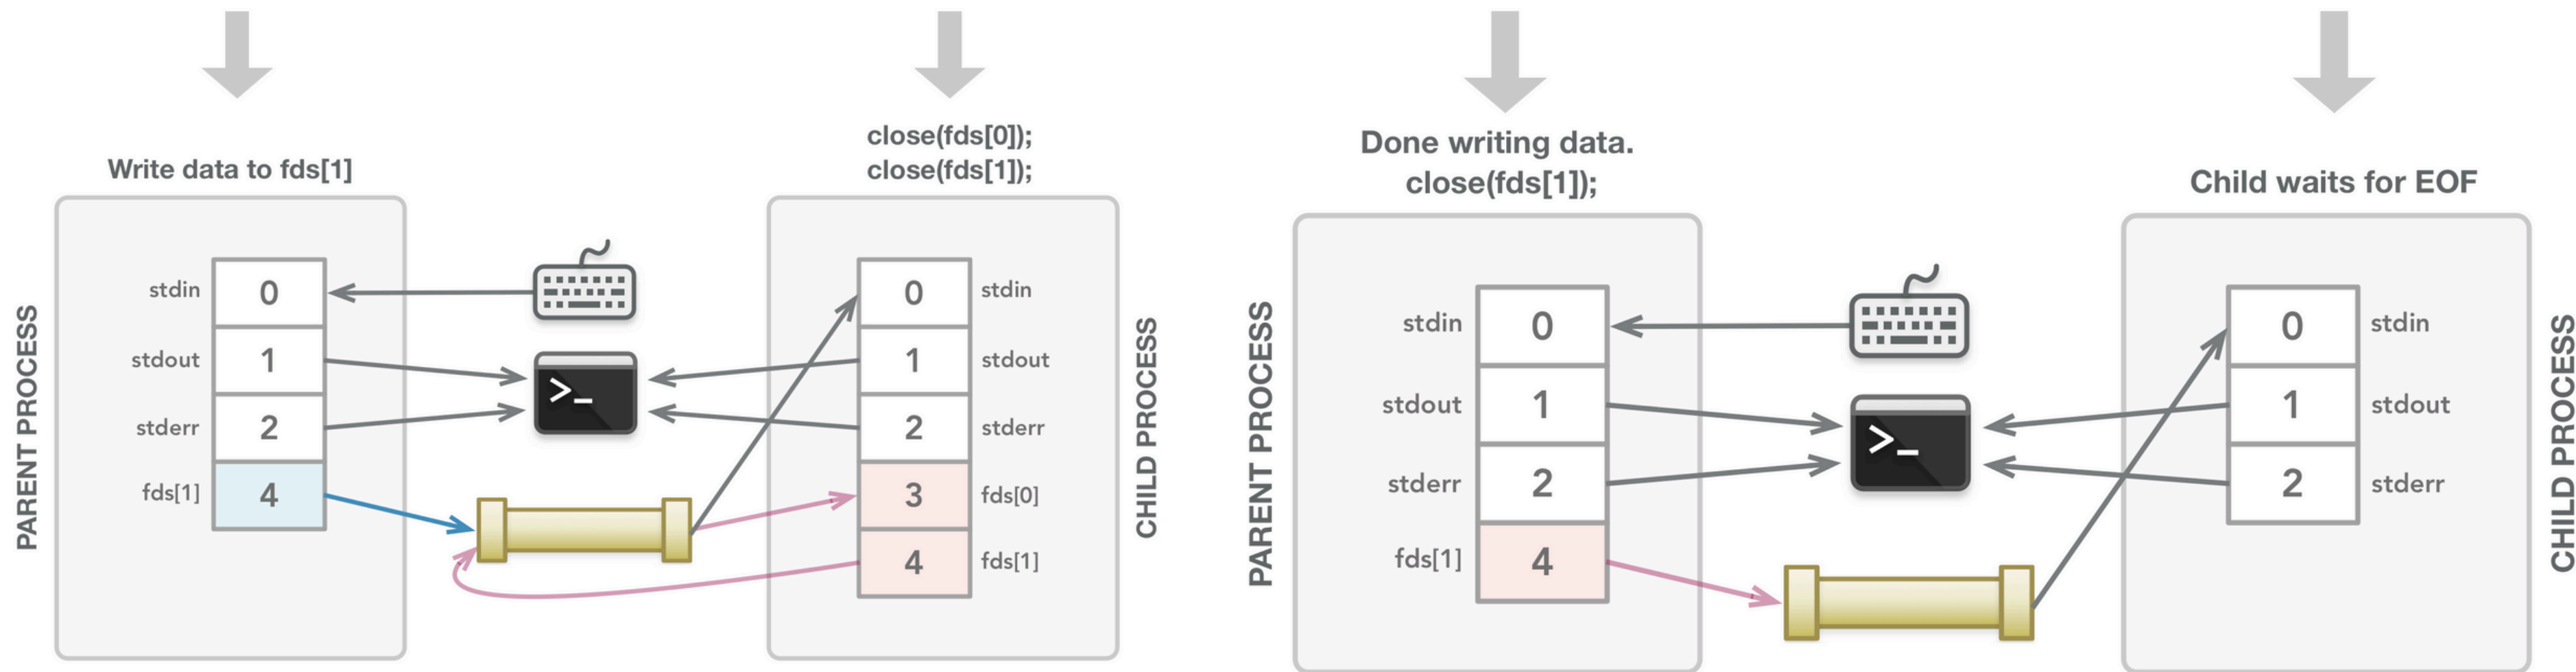 Write data to fds[1]
close(fds[0]);
close(fds[1]);
PARENT PROCESS
stdin 0
stdout 1
stderr 2
fds[1] 4
>_
0 stdin
1 stdout
2 stderr
3 fds[0]
4 fds[1]
CHILD PROCESS
Done writing data.
close(fds[1]);
Child waits for EOF
PARENT PROCESS
stdin 0
stdout 1
stderr 2
fds[1] 4
>_
0 stdin
1 stdout
2 stderr
CHILD PROCESS